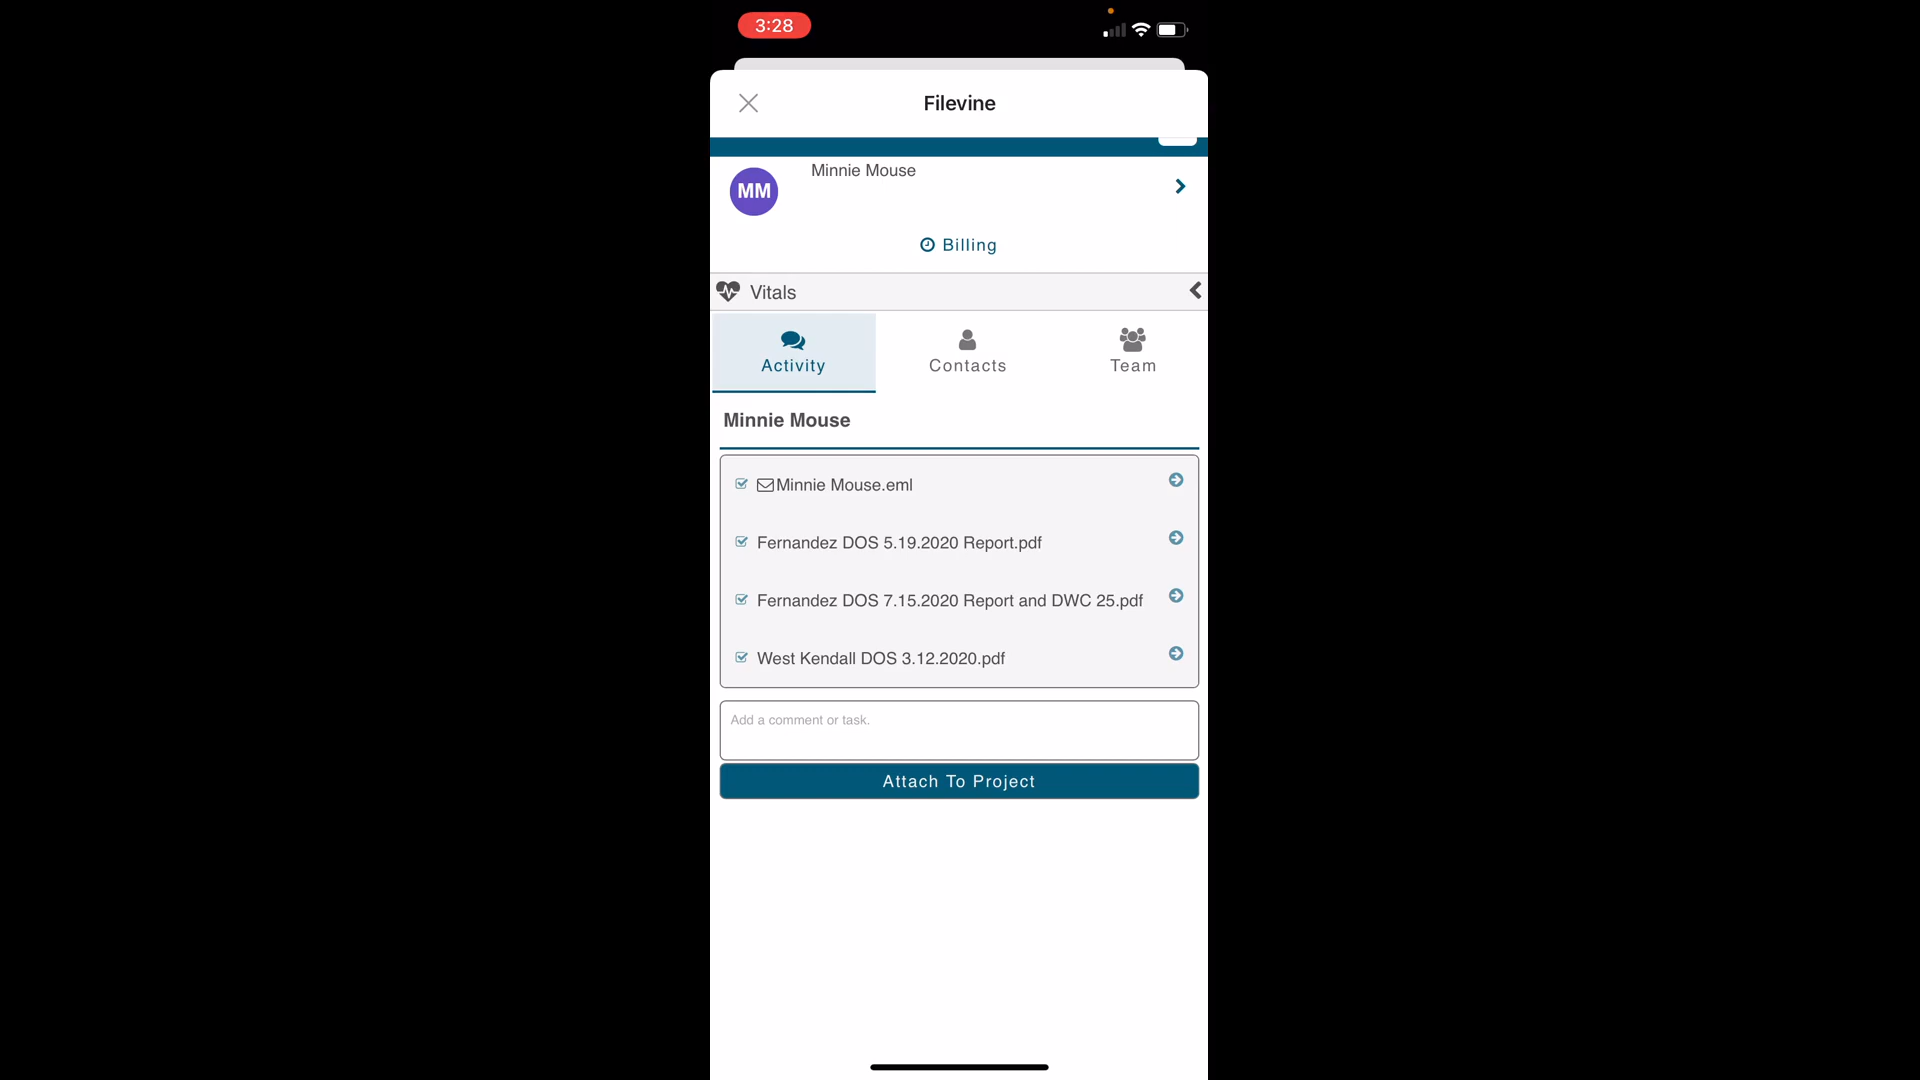 3:28
Filevine
Minnie Mouse
MM
Billing
Vitals
Activity
Contacts
Team
Minnie Mouse
Minnie Mouse.eml
Fernandez DOS 5.19.2020 Report.pdf
Fernandez DOS 7.15.2020 Report and DWC 25.pdf
West Kendall DOS 3.12.2020.pdf
Add a comment or task.
Attach To Project